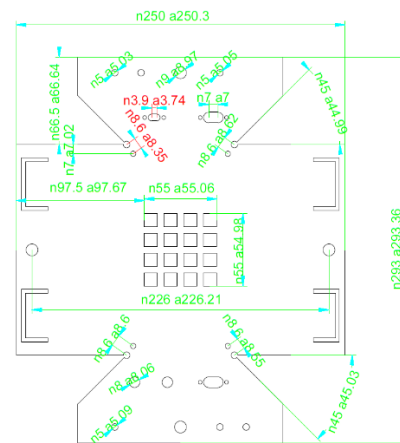 n250 a250.3
n5 a5.03
n9 a8.97
n5 a5.05
n45 a44.99
n3.9 a3.74
n7 a7
n66.5 a66.64
n8.6 a8.35
n8.6 a8.62
n7 a7.02
n97.5 a97.67
n55 a55.06
n55 a54.98
n293 a293.36
n226 a226.21
n8.6 a8.6
n8.6 a8.55
n8 a8.06
n5 a5.09
n45 a45.03